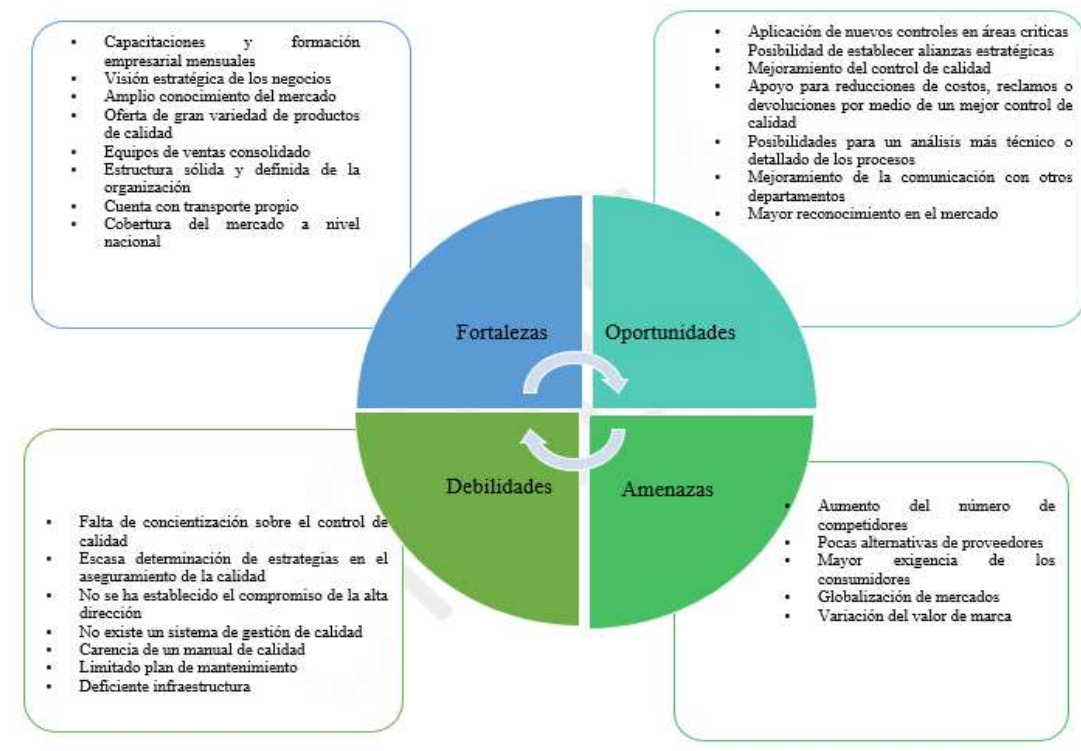 Capacitaciones y formación
empresarial mensuales
Visión estratégica de los negocios
Amplio conocimiento del mercado
Oferta de gran variedad de productos
de calidad
Equipos de ventas consolidado
Estructura sólida y definida de la
organización
Cuenta con transporte propio
Cobertura del mercado a nivel
nacional
Aplicación de nuevos controles en áreas criticas
Posibilidad de establecer alianzas estratégicas
Mejoramiento del control de calidad
Apoyo para reducciones de costos, reclamos o
devoluciones por medio de un mejor control de
calidad
Posibilidades para un análisis más técnico o
detallado de los procesos
Mejoramiento de la comunicación con otros
departamentos
Mayor reconocimiento en el mercado
Fortalezas
Oportunidades
Debilidades
Amenazas
Falta de concientización sobre el control de
calidad
Escasa determinación de estrategias en el
aseguramiento de la calidad
No se ha establecido el compromiso de la alta
dirección
No existe un sistema de gestión de calidad
Carencia de un manual de calidad
Limitado plan de mantenimiento
Deficiente infraestructura
Aumento del número de
competidores
Pocas alternativas de proveedores
Mayor exigencia de los
consumidores
Globalización de mercados
Variación del valor de marca